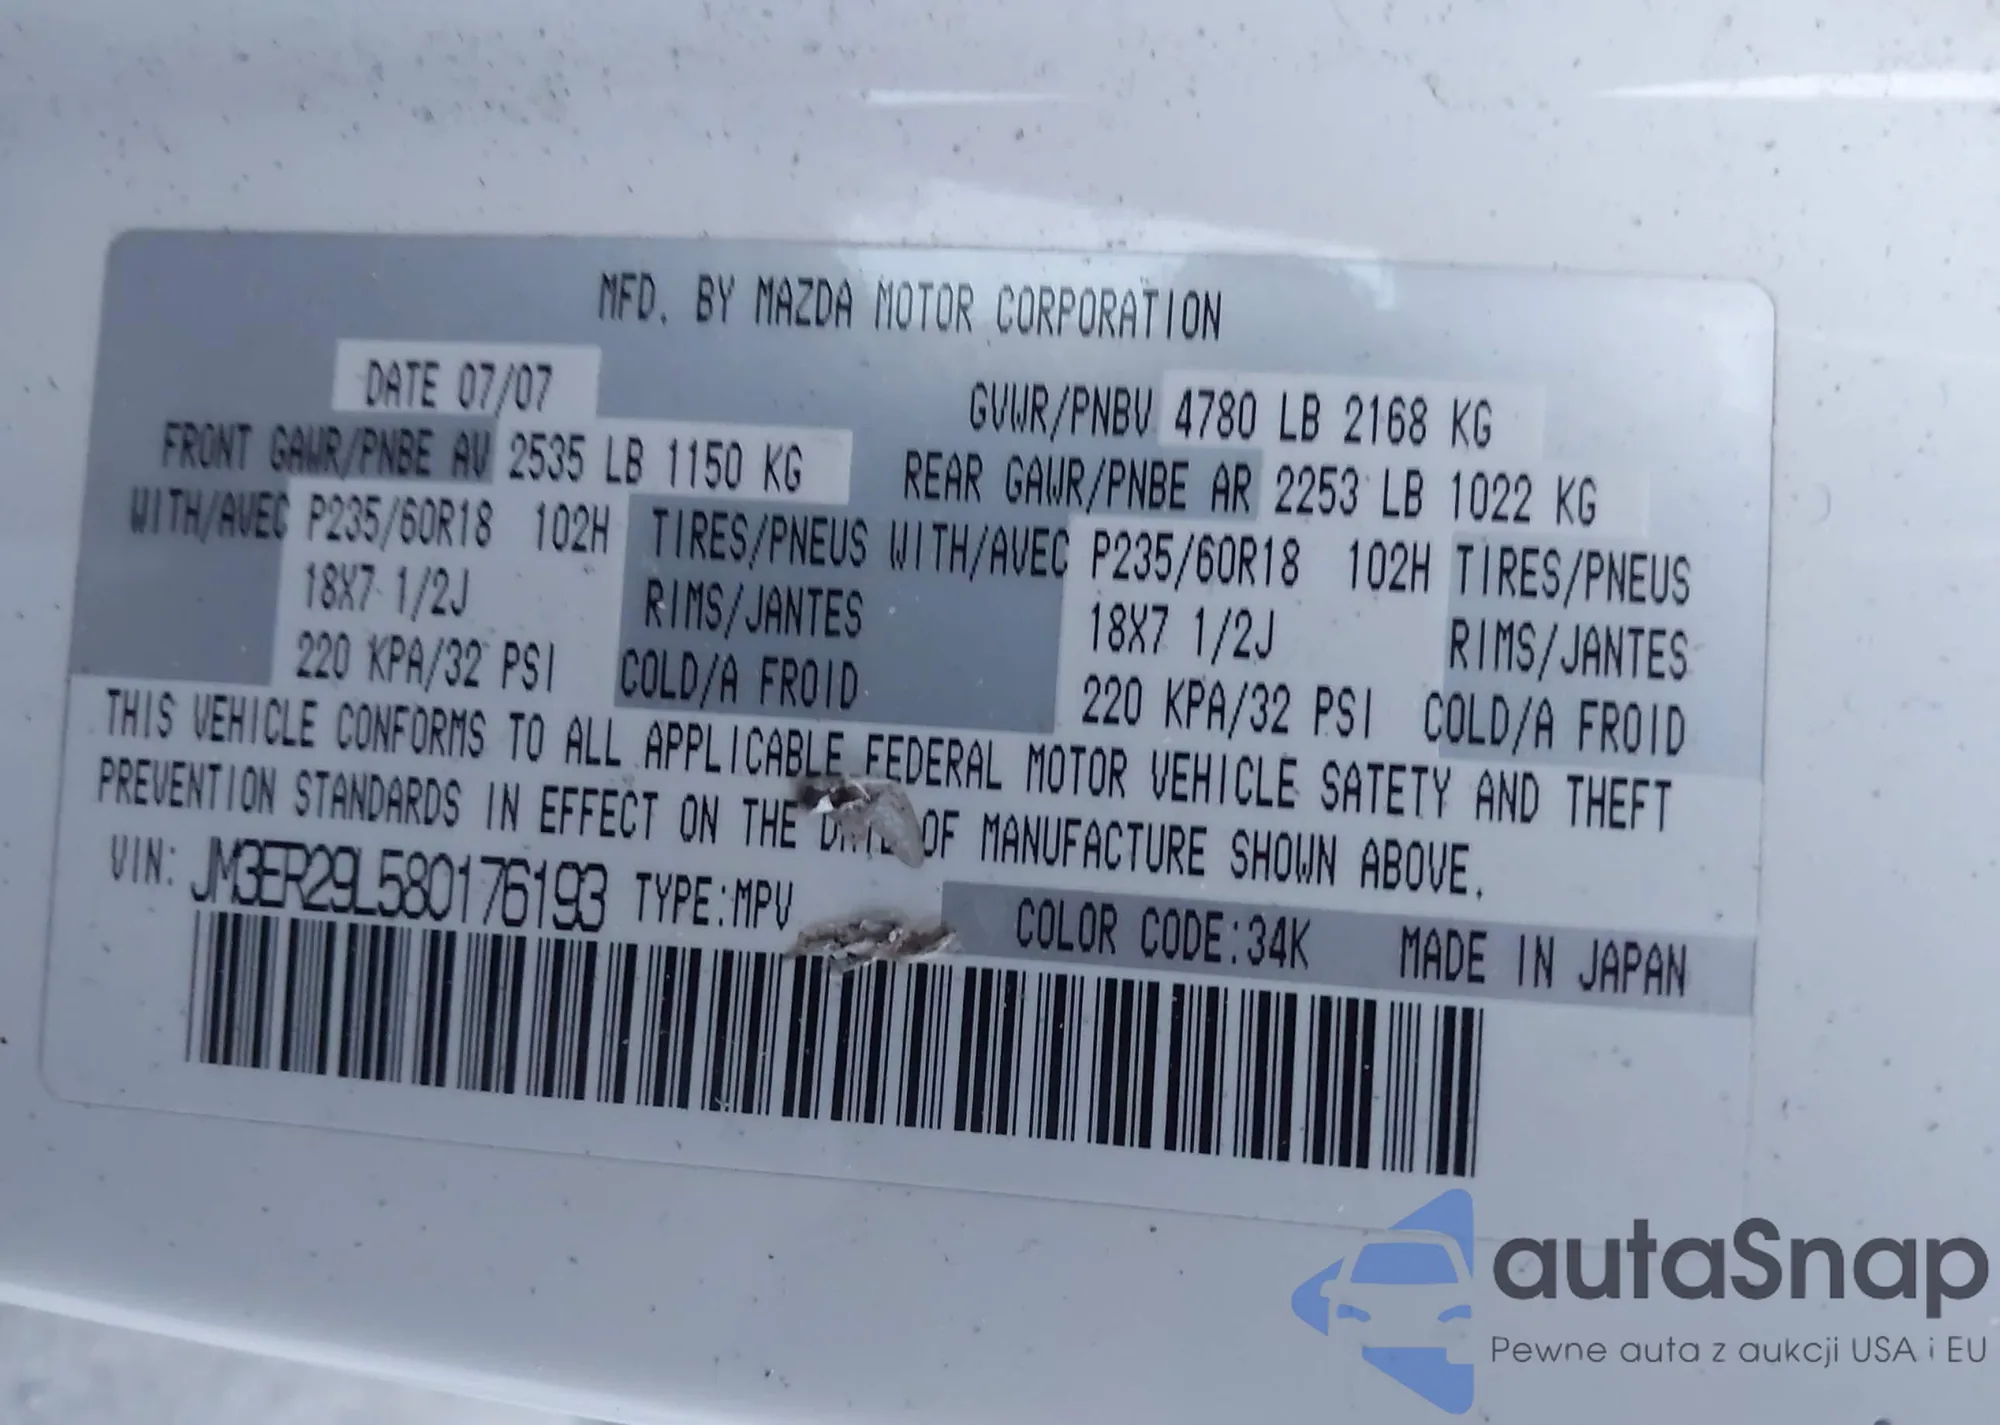 MFD. BY MAZDA MOTOR CORPORATION
DATE 07/07
GVWR/PNBV 4780 LB 2168 KG
FRONT GAWR/PNBE AV 2535 LB 1150 KG
REAR GAWR/PNBE AR 2253 LB 1022 KG
WITH/AVEC P235/60R18 102H TIRES/PNEUS WITH/AVEC P235/60R18 102H TIRES/PNEUS
18X7 1/2J RIMS/JANTES 18X7 1/2J RIMS/JANTES
220 KPA/32 PSI COLD/A FROID 220 KPA/32 PSI COLD/A FROID
THIS VEHICLE CONFORMS TO ALL APPLICABLE FEDERAL MOTOR VEHICLE SATETY AND THEFT
PREVENTION STANDARDS IN EFFECT ON THE DATE OF MANUFACTURE SHOWN ABOVE.
VIN: JM3ER29L580176193 TYPE:MPV
COLOR CODE:34K MADE IN JAPAN
autaSnap
Pewne auta z aukcji USA i EU